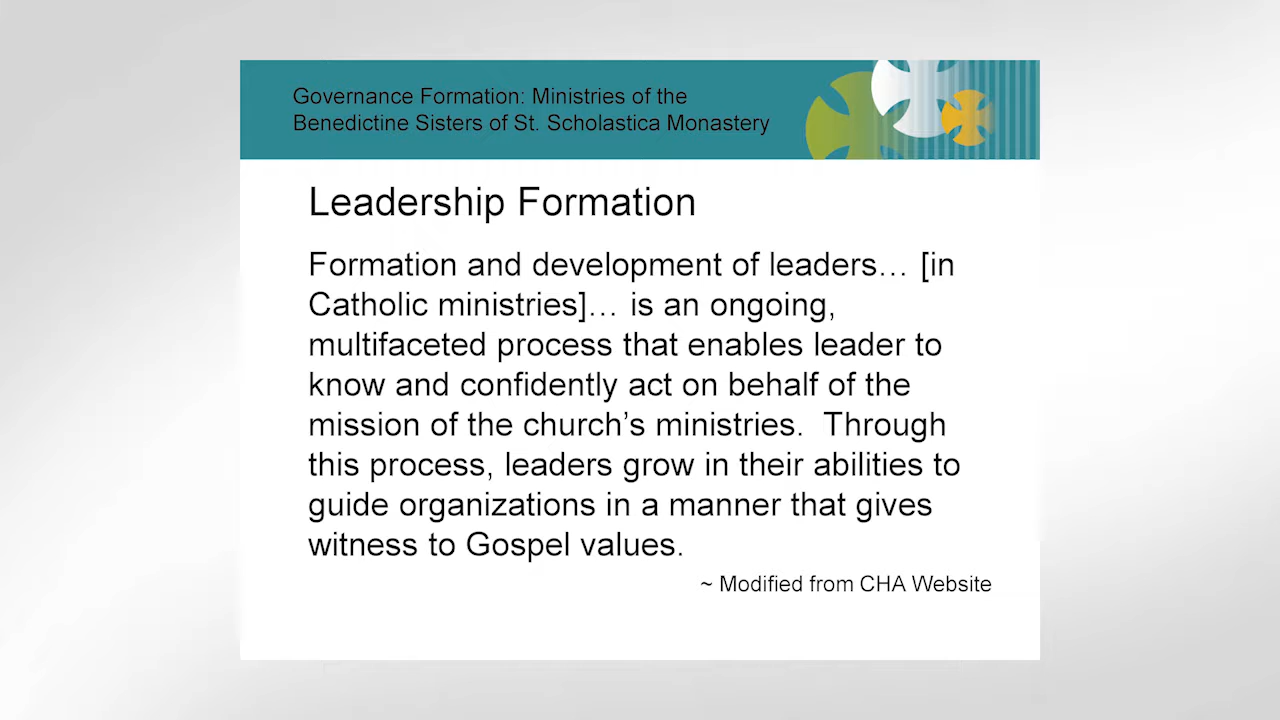 Governance Formation: Ministries of the
Benedictine Sisters of St. Scholastica Monastery
Leadership Formation
Formation and development of leaders… [in
Catholic ministries]… is an ongoing,
multifaceted process that enables leader to
know and confidently act on behalf of the
mission of the church’s ministries.  Through
this process, leaders grow in their abilities to
guide organizations in a manner that gives
witness to Gospel values.
~ Modified from CHA Website